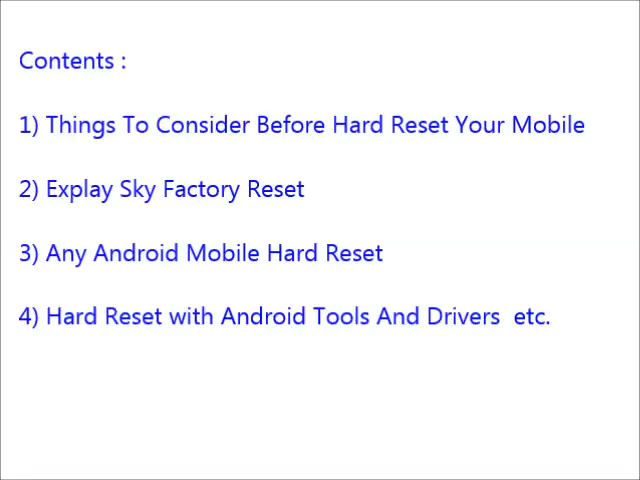 Contents :
1) Things To Consider Before Hard Reset Your Mobile
2) Explay Sky Factory Reset
3) Any Android Mobile Hard Reset
4) Hard Reset with Android Tools And Drivers  etc.